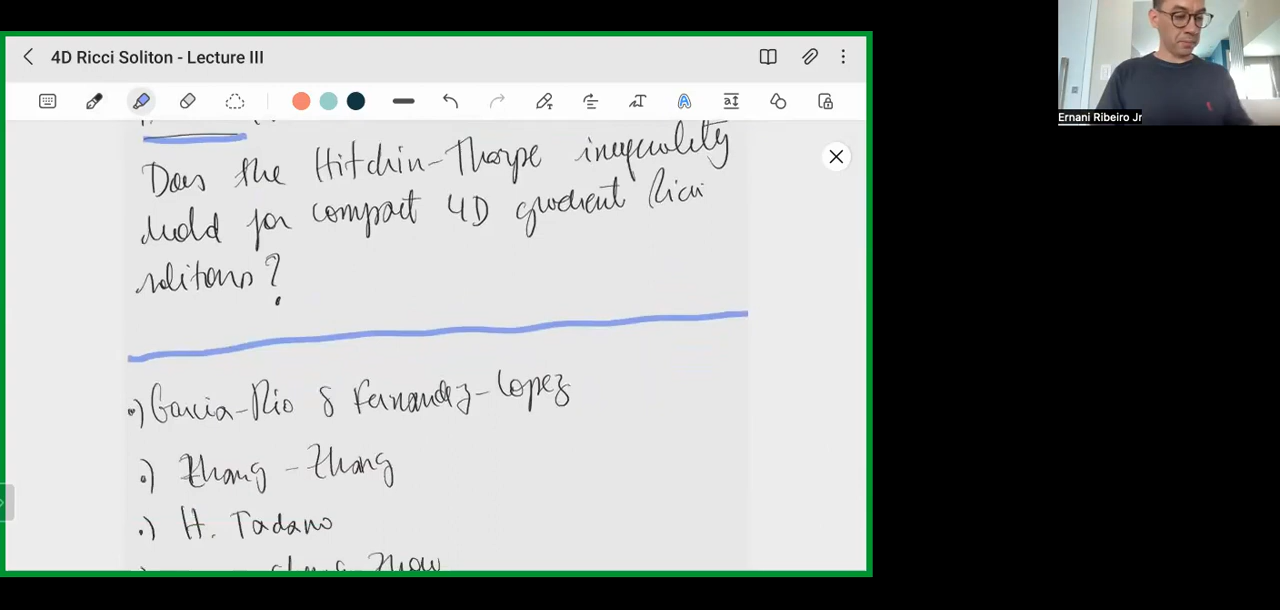 4D Ricci Soliton - Lecture III
Does the Hitchin-Thorpe inequality
hold for compact 4D gradient Ricci
solitons?
•) Garcia-Rio & Fernandez-Lopez
•) Zhang-Zhang
•) H. Tadano
Ernani Ribeiro Jr